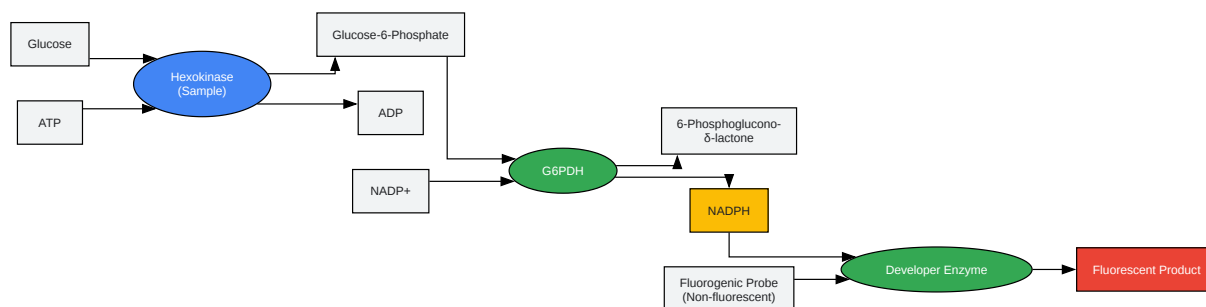 Glucose
ATP
Hexokinase
(Sample)
Glucose-6-Phosphate
ADP
NADP+
G6PDH
6-Phosphoglucono-
δ-lactone
NADPH
Fluorogenic Probe
(Non-fluorescent)
Developer Enzyme
Fluorescent Product